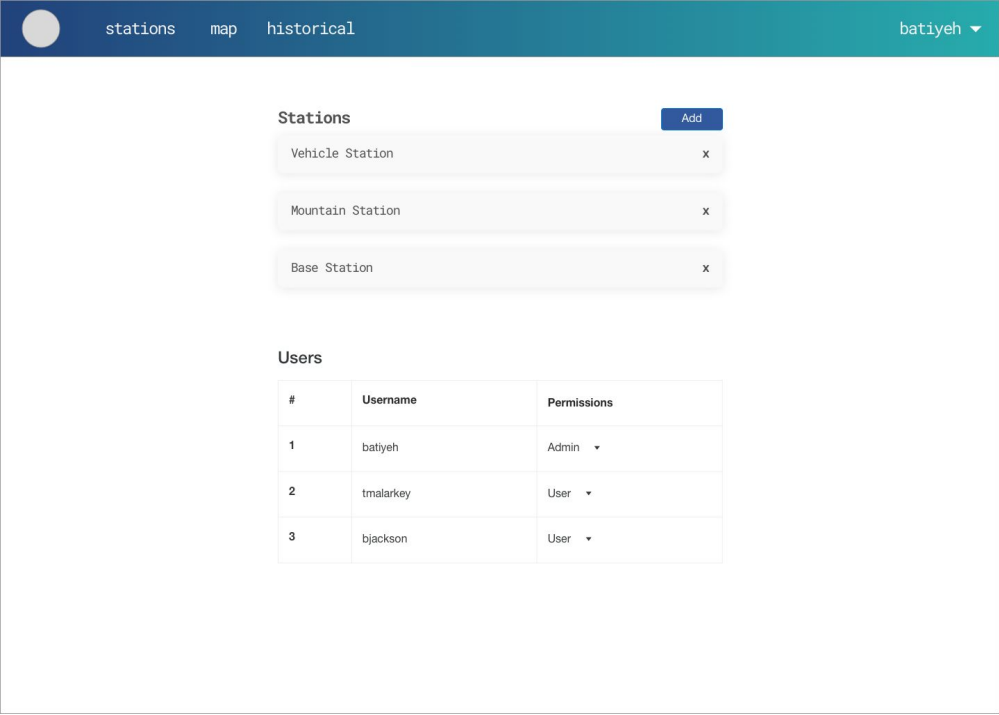 stations map historical batiyeh
Stations Add
Vehicle Station x
Mountain Station x
Base Station x
Users
# Username Permissions
1 batiyeh Admin
2 tmalarkey User
3 bjackson User